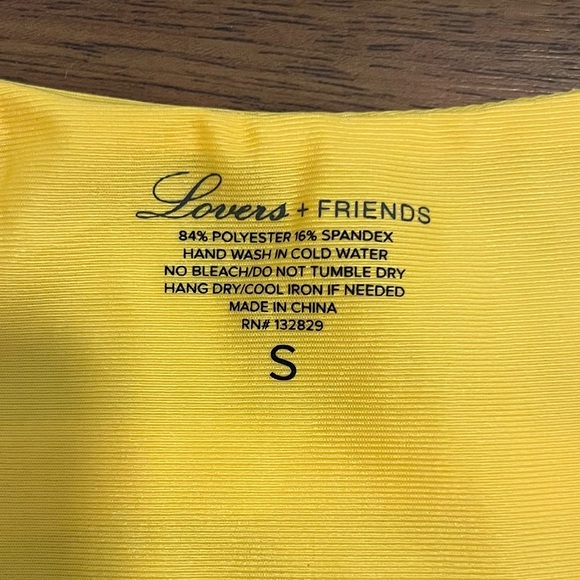 Lovers + FRIENDS
84% POLYESTER 16% SPANDEX
HAND WASH IN COLD WATER
NO BLEACH/DO NOT TUMBLE DRY
HANG DRY/COOL IRON IF NEEDED
MADE IN CHINA
RN# 132829
S